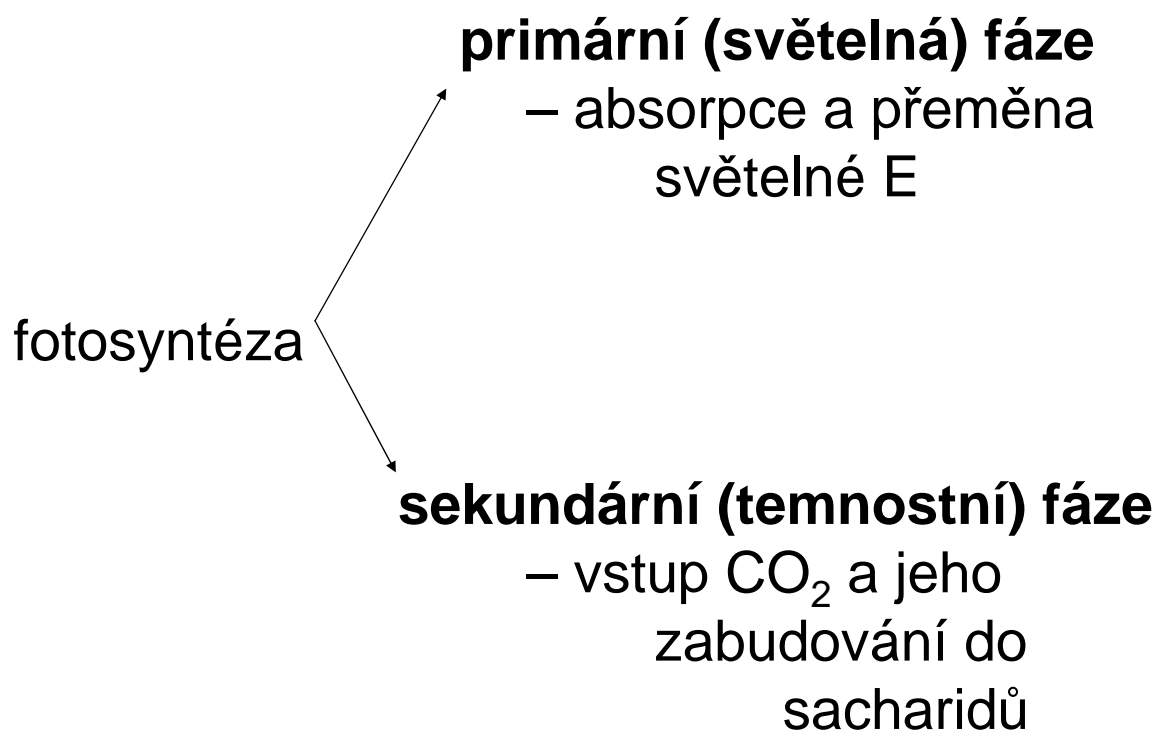 primární (světelná) fáze
– absorpce a přeměna
světelné E
fotosyntéza
sekundární (temnostní) fáze
– vstup CO₂ a jeho
zabudování do
sacharidů